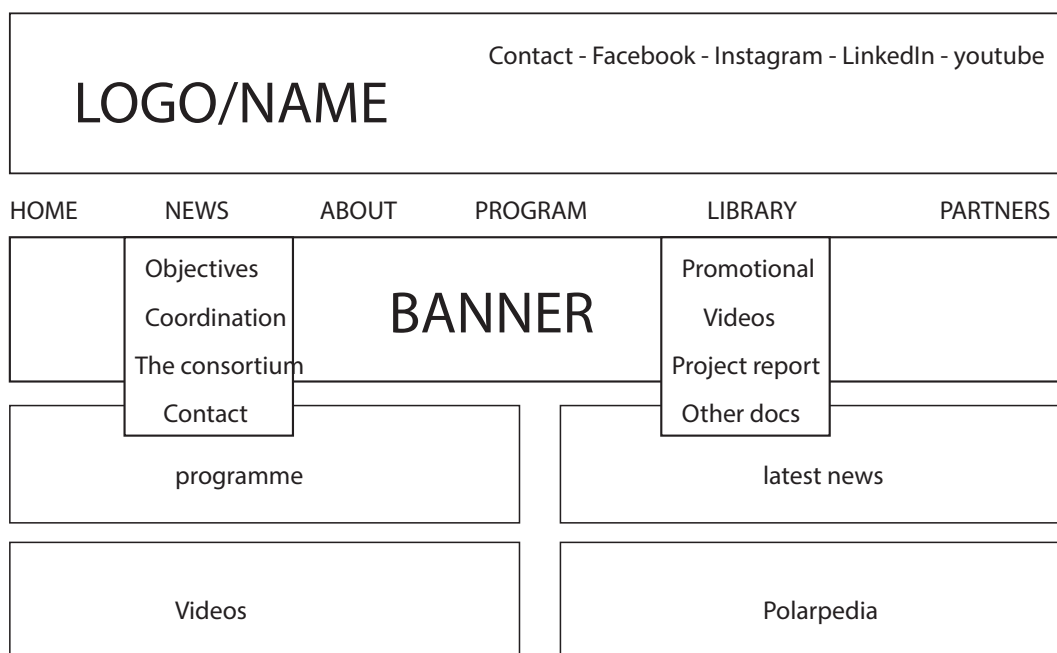 Contact - Facebook - Instagram - LinkedIn - youtube
LOGO/NAME
HOME NEWS ABOUT PROGRAM LIBRARY PARTNERS
Objectives
Coordination
The consortium
Contact
BANNER
Promotional
Videos
Project report
Other docs
programme
latest news
Videos
Polarpedia